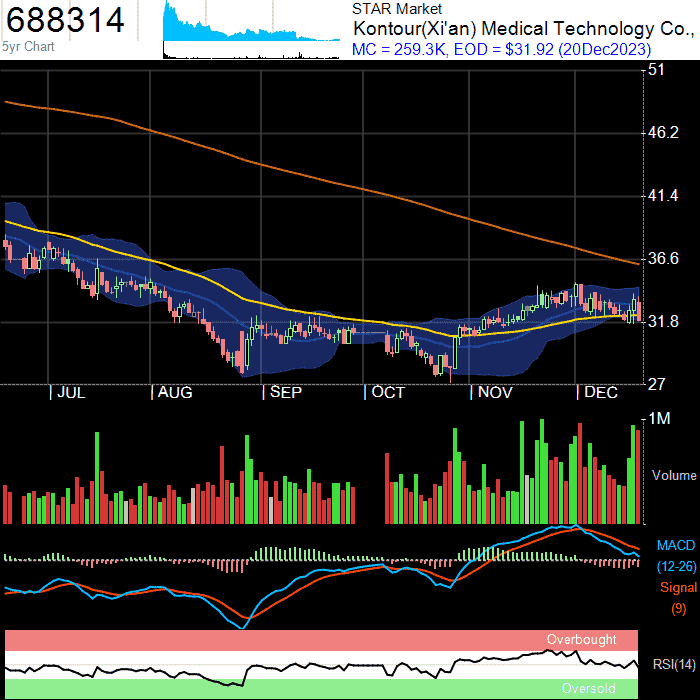 688314
5yr Chart
STAR Market
Kontour(Xi'an) Medical Technology Co.,
MC = 259.3K, EOD = $31.92 (20Dec2023)
51
46.2
41.4
36.6
31.8
27
JUL
AUG
SEP
OCT
NOV
DEC
1M
Volume
MACD
(12-26)
Signal
(9)
Overbought
RSI(14)
Oversold